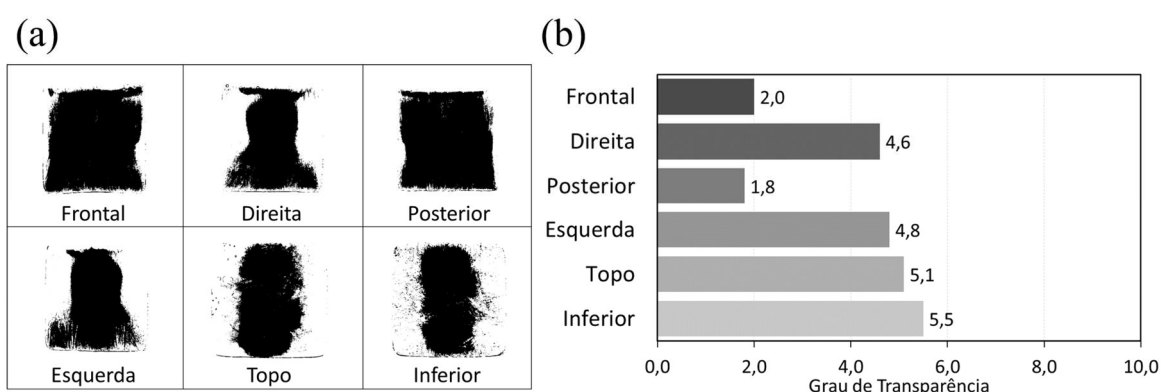 (a)
Frontal
Direita
Posterior
Esquerda
Topo
Inferior
(b)
Frontal
2,0
Direita
4,6
Posterior
1,8
Esquerda
4,8
Topo
5,1
Inferior
5,5
0,0 2,0 4,0 6,0 8,0 10,0
Grau de Transparência